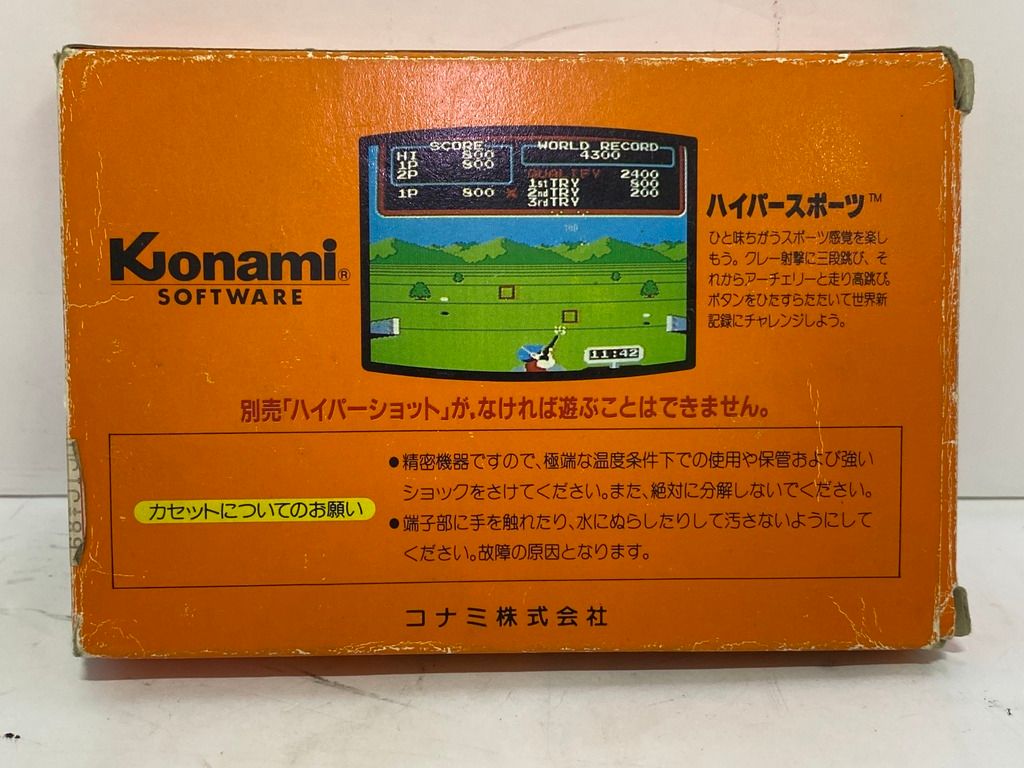 SCORE
HI 800
1P 800
2P
1P 800
WORLD RECORD
4300
QUALIFY 2400
1stTRY 800
2ndTRY 200
3rdTRY
11:42
Konami®
SOFTWARE
ハイパースポーツ™
ひと味ちがうスポーツ感覚を楽し
もう。クレー射撃に三段跳び、そ
れからアーチェリーと走り高跳び。
ボタンをひたすらたたいて世界新
記録にチャレンジしよう。
別売「ハイパーショット」が、なければ遊ぶことはできません。
カセットについてのお願い
●精密機器ですので、極端な温度条件下での使用や保管および強い
ショックをさけてください。また、絶対に分解しないでください。
●端子部に手を触れたり、水にぬらしたりして汚さないようにして
ください。故障の原因となります。
コナミ株式会社